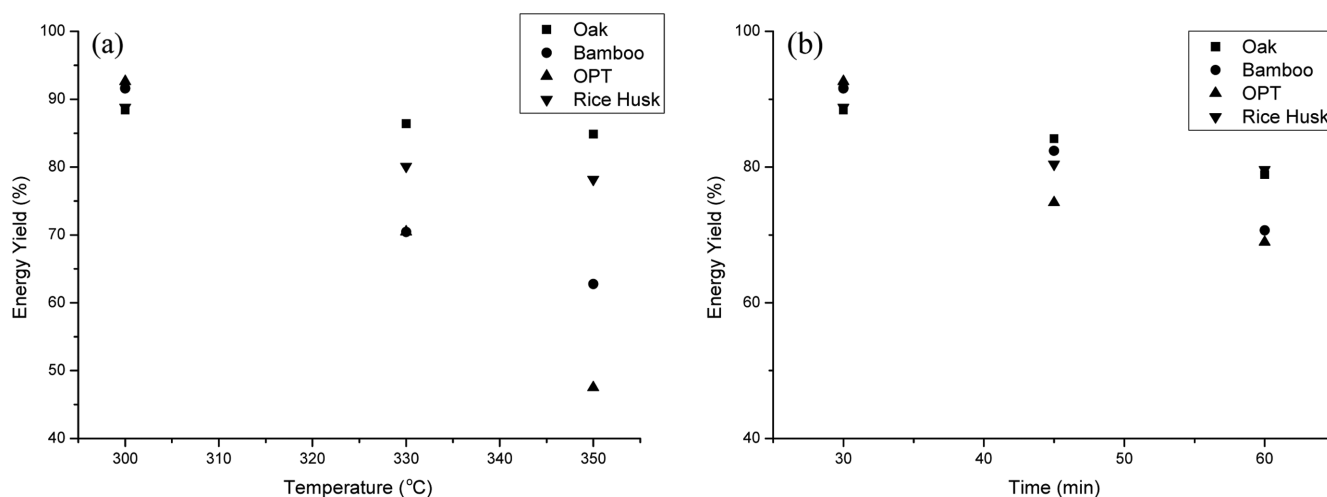 (a)
Oak
Bamboo
OPT
Rice Husk
100
90
80
70
60
50
40
Energy Yield (%)
300 310 320 330 340 350
Temperature (°C)
(b)
Oak
Bamboo
OPT
Rice Husk
100
80
60
40
Energy Yield (%)
30 40 50 60
Time (min)